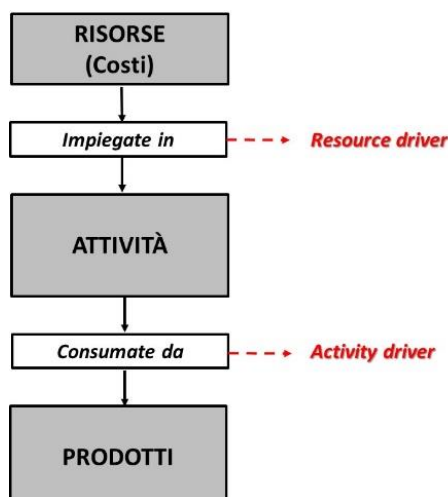 RISORSE
(Costi)
Impiegate in
Resource driver
ATTIVITÀ
Consumate da
Activity driver
PRODOTTI